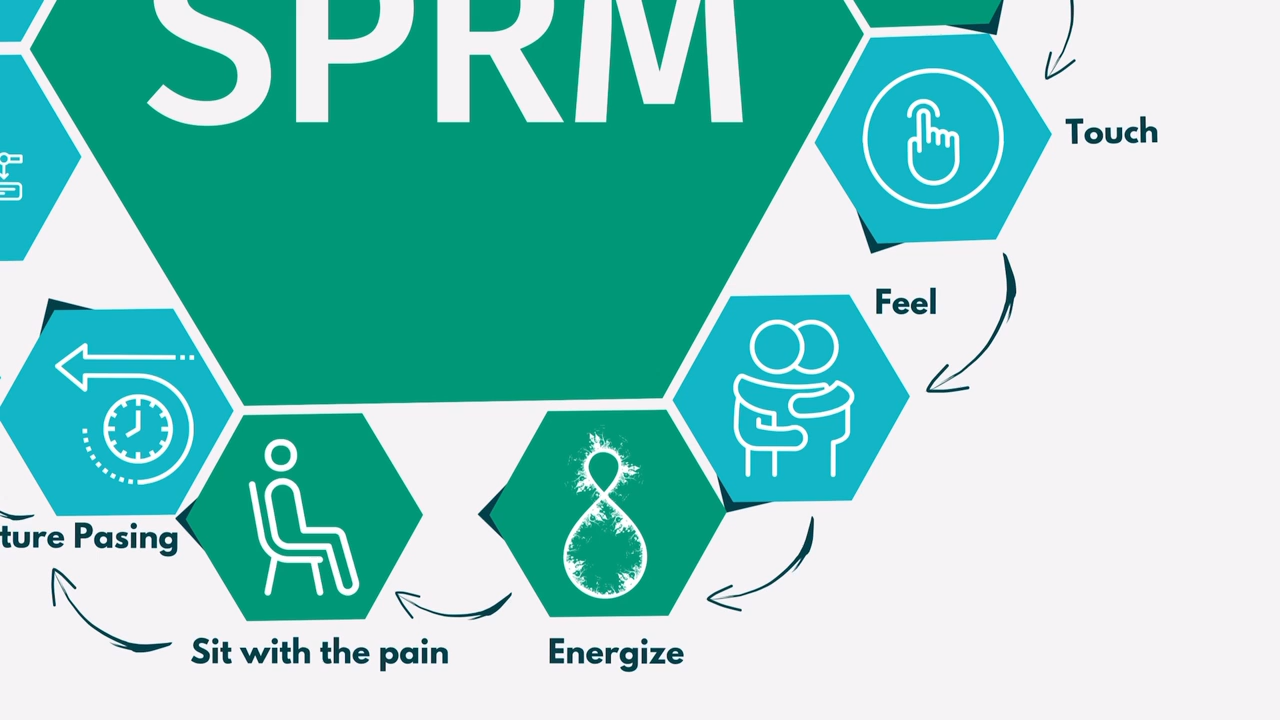 SPRM
Touch
Feel
ture Pasing
Sit with the pain
Energize